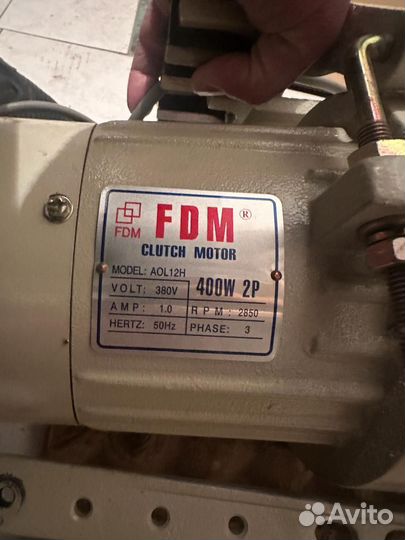 FDM®
FDM
CLUTCH MOTOR
MODEL: AOL12H
VOLT: 380V
400W 2P
AMP: 1.0
RPM: 2850
HERTZ: 50Hz
PHASE: 3
Avito